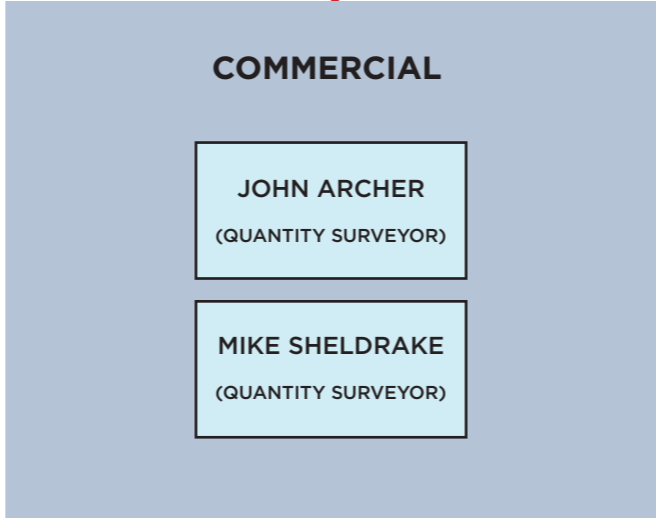 COMMERCIAL
JOHN ARCHER
(QUANTITY SURVEYOR)
MIKE SHELDRAKE
(QUANTITY SURVEYOR)